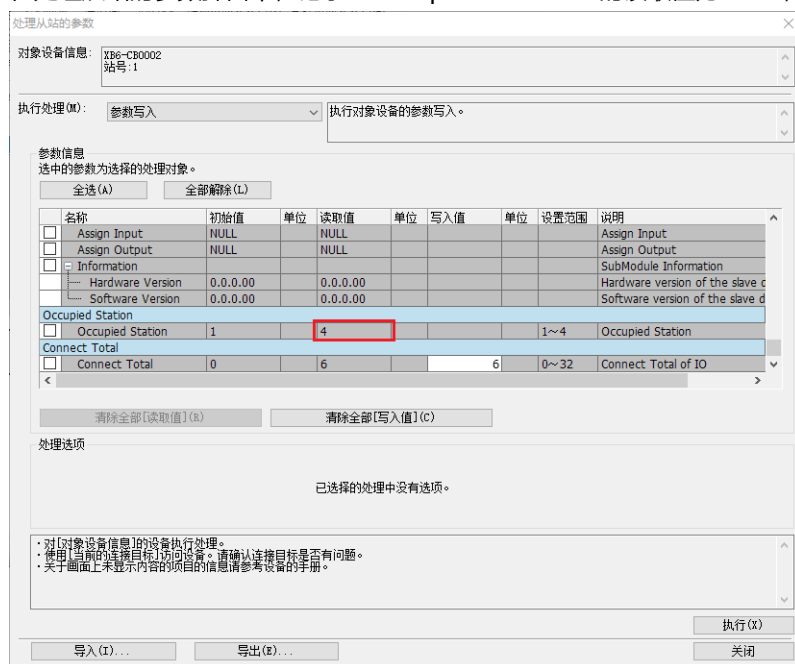 处理从站的参数
对象设备信息: XB6-CB0002
站号:1
执行处理(M): 参数写入 执行对象设备的参数写入。
参数信息
选中的参数为选择的处理对象。
全选(A) 全部解除(L)
名称 初始值 单位 读取值 单位 写入值 单位 设置范围 说明
Assign Input NULL NULL Assign Input
Assign Output NULL NULL Assign Output
Information SubModule Information
Hardware Version 0.0.0.00 0.0.0.00 Hardware version of the slave
Software Version 0.0.0.00 0.0.0.00 Software version of the slave
Occupied Station
Occupied Station 1 4 1~4 Occupied Station
Connect Total
Connect Total 0 6 6 0~32 Connect Total of IO
清除全部[读取值](R) 清除全部[写入值](C)
处理选项
已选择的处理中没有选项。
・对[对象设备信息]的设备执行处理。
・使用[当前的连接目标]访问设备。请确认连接目标是否有问题。
・关于画面上未显示内容的项目的信息请参考设备的手册。
执行(X)
导入(I)... 导出(E)... 关闭